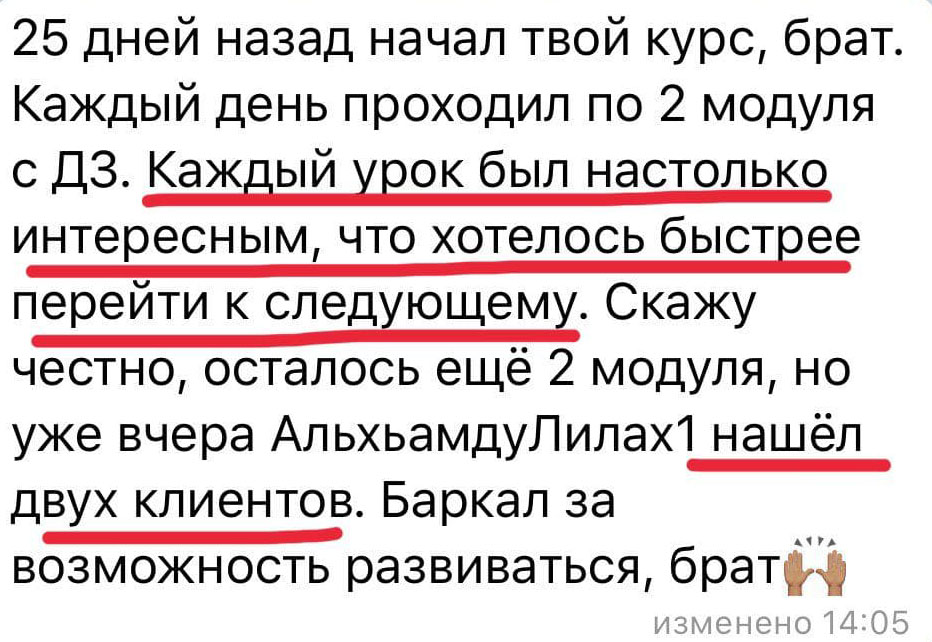 25 дней назад начал твой курс, брат.
Каждый день проходил по 2 модуля
с ДЗ. Каждый урок был настолько
интересным, что хотелось быстрее
перейти к следующему. Скажу
честно, осталось ещё 2 модуля, но
уже вчера АльхьамдуЛилах1 нашёл
двух клиентов. Баркал за
возможность развиваться, брат🙌🏽
изменено 14:05